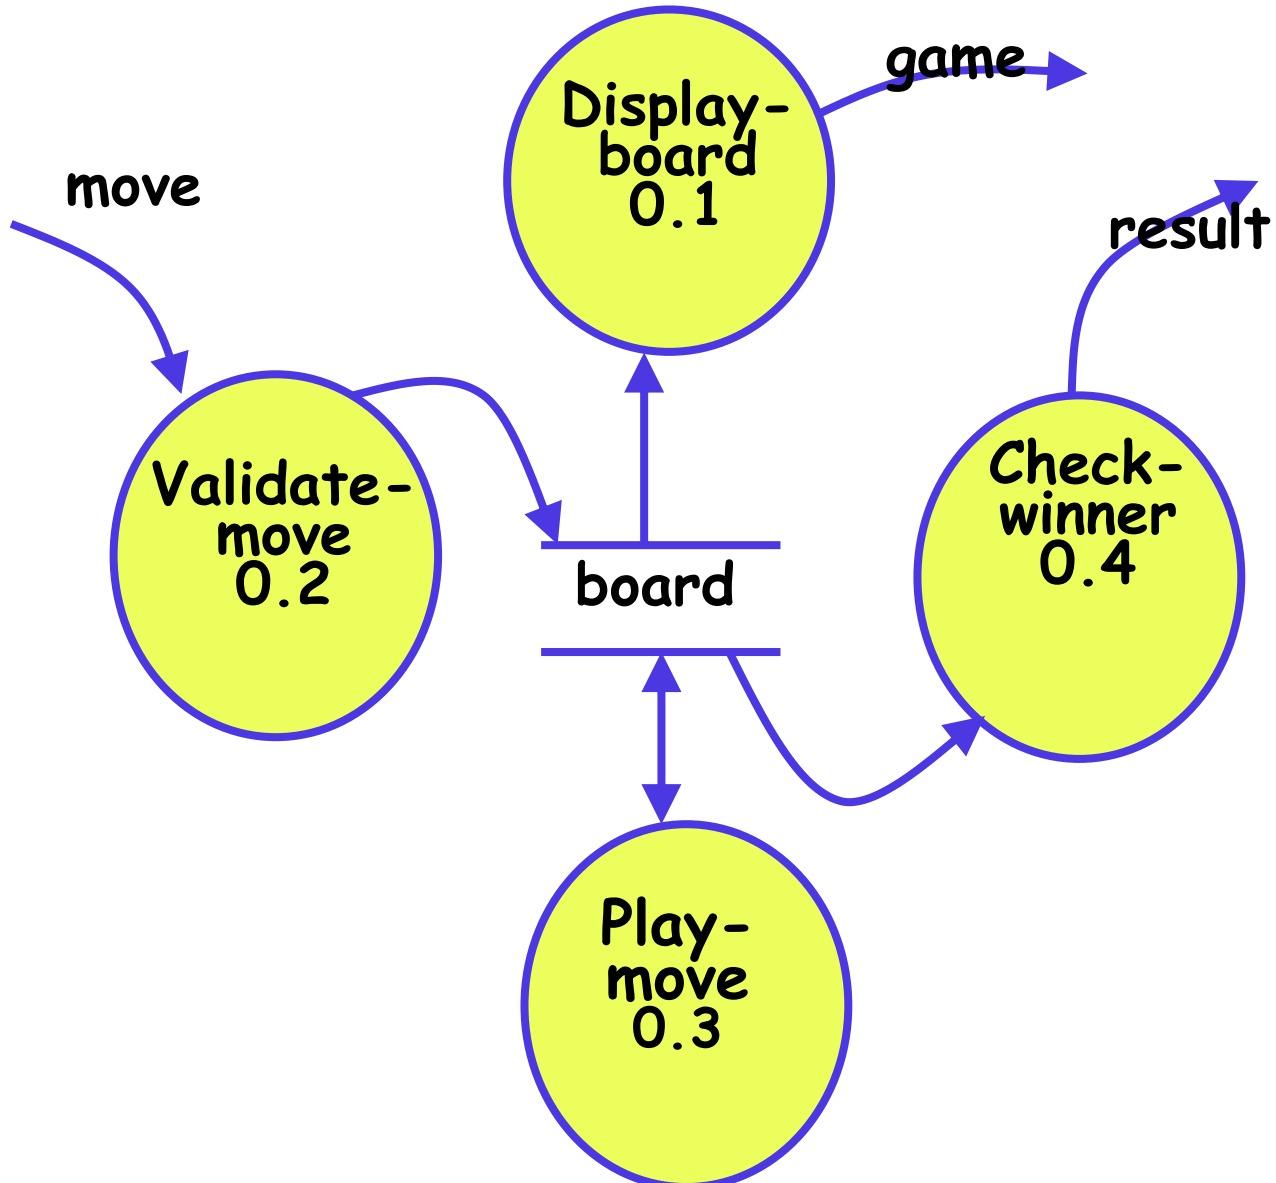 game
Display-
board
0.1
move
result
Validate-
move
0.2
board
Check-
winner
0.4
Play-
move
0.3